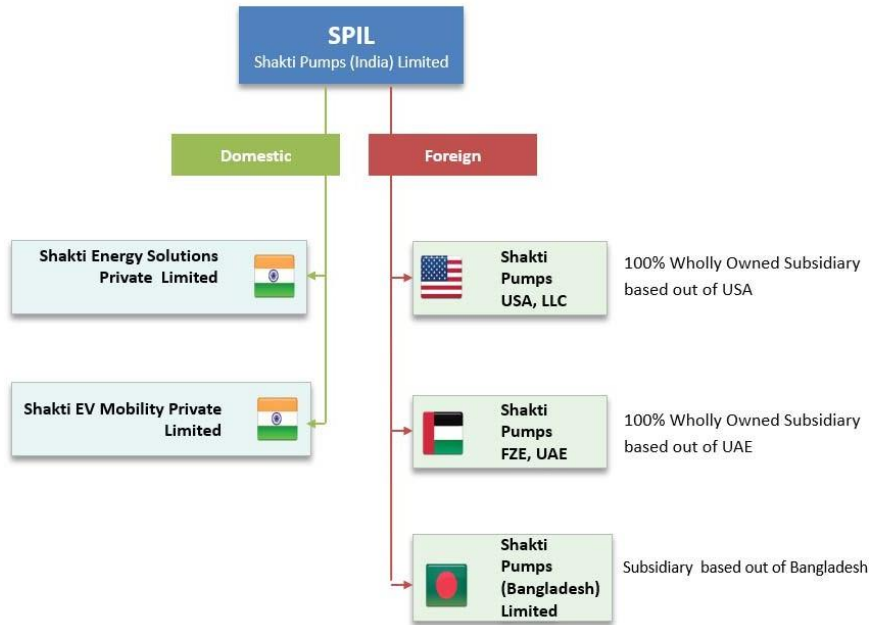 SPIL
Shakti Pumps (India) Limited
Domestic
Foreign
Shakti Energy Solutions
Private Limited
Shakti EV Mobility Private
Limited
Shakti
Pumps
USA, LLC
100% Wholly Owned Subsidiary
based out of USA
Shakti
Pumps
FZE, UAE
100% Wholly Owned Subsidiary
based out of UAE
Shakti
Pumps
(Bangladesh)
Limited
Subsidiary based out of Bangladesh